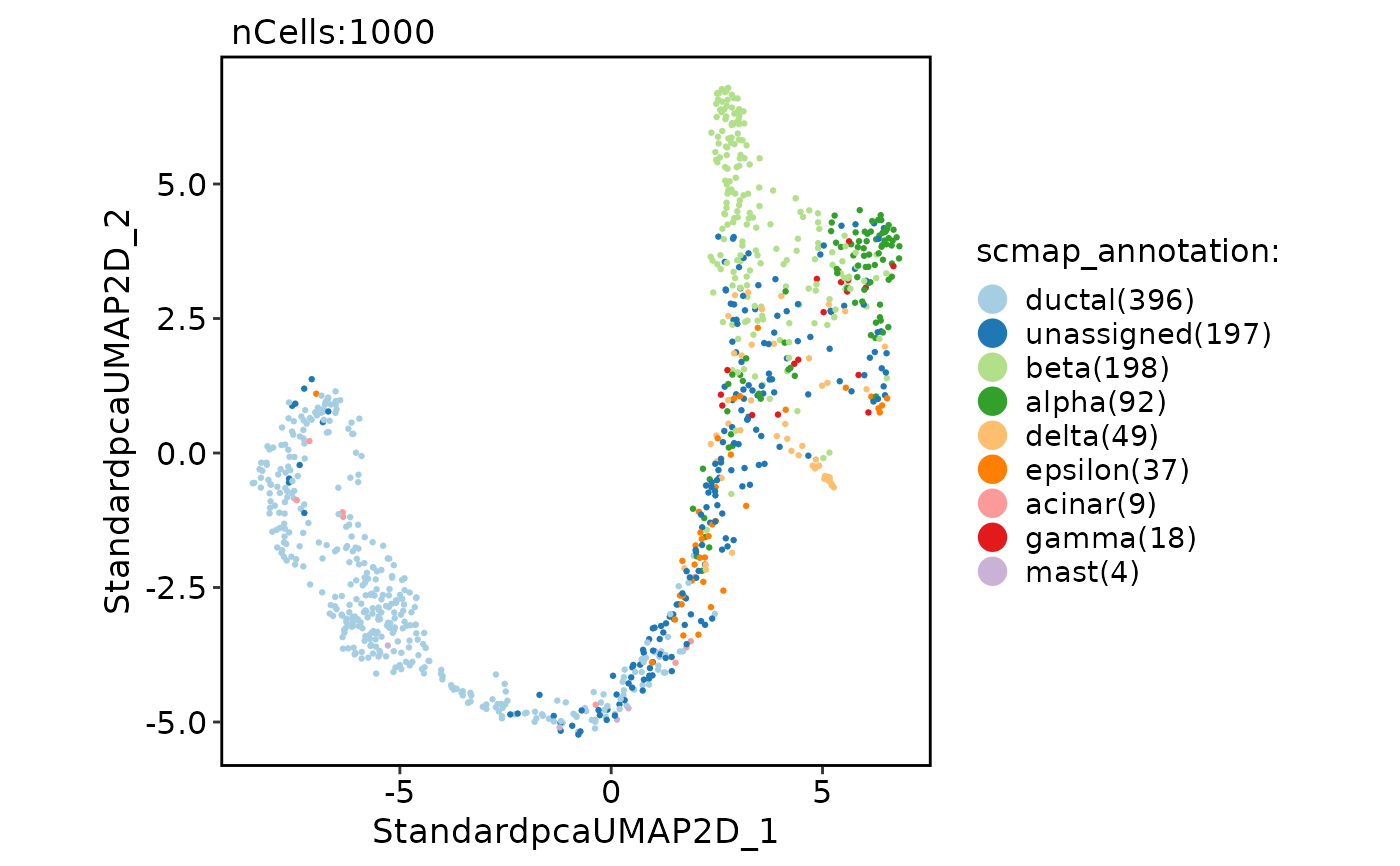 nCells:1000
StandardpcaUMAP2D_2
5.0
2.5
0.0
-2.5
-5.0
-5
0
5
StandardpcaUMAP2D_1
scmap_annotation:
ductal(396)
unassigned(197)
beta(198)
alpha(92)
delta(49)
epsilon(37)
acinar(9)
gamma(18)
mast(4)